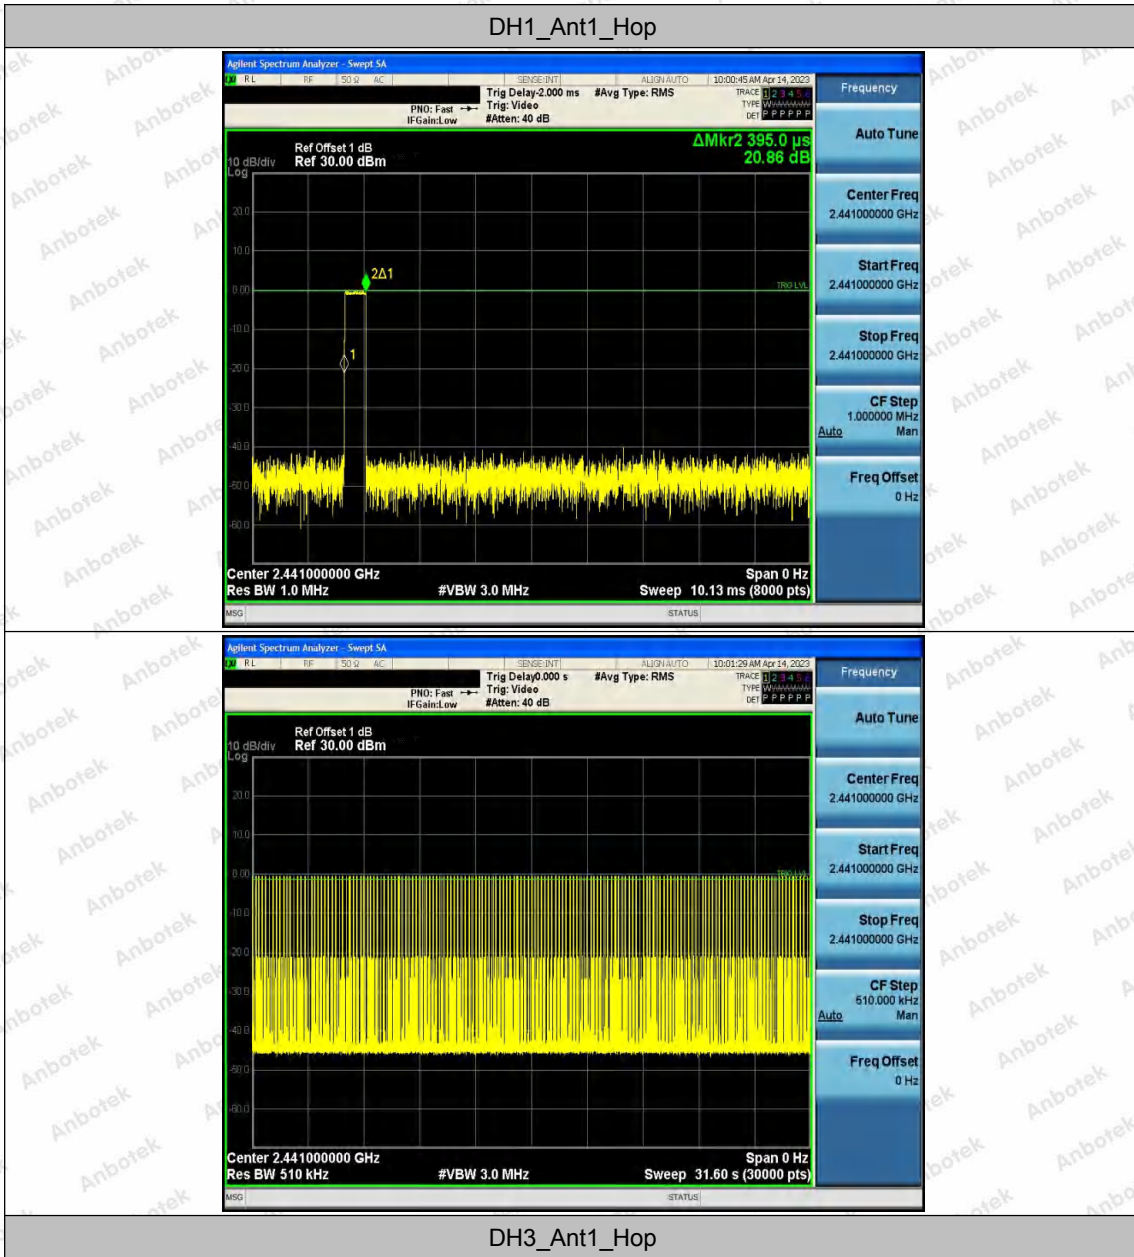 DH1_Ant1_Hop
Agilent Spectrum Analyzer - Swept SA
RL RF 50 Ω AC SENSE:INT ALIGN AUTO 10:00:45 AM Apr 14, 2023
Trig Delay-2.000 ms #Avg Type: RMS TRACE 1 2 3 4 5 6
PNO: Fast Trig: Video TYPE
IFGain:Low #Atten: 40 dB DET P P P P P P
Frequency
Auto Tune
ΔMkr2 395.0 µs
20.86 dB
Ref Offset 1 dB
10 dB/div Ref 30.00 dBm
Log
20.0
10.0
0.00
-10.0
-20.0
-30.0
-40.0
-50.0
-60.0
2Δ1
TRIG LVL
1
Center Freq
2.441000000 GHz
Start Freq
2.441000000 GHz
Stop Freq
2.441000000 GHz
CF Step
1.000000 MHz
Auto Man
Freq Offset
0 Hz
Center 2.441000000 GHz Span 0 Hz
Res BW 1.0 MHz #VBW 3.0 MHz Sweep 10.13 ms (8000 pts)
MSG STATUS
Agilent Spectrum Analyzer - Swept SA
RL RF 50 Ω AC SENSE:INT ALIGN AUTO 10:01:29 AM Apr 14, 2023
Trig Delay0.000 s #Avg Type: RMS TRACE 1 2 3 4 5 6
PNO: Fast Trig: Video TYPE
IFGain:Low #Atten: 40 dB DET P P P P P P
Frequency
Auto Tune
Ref Offset 1 dB
10 dB/div Ref 30.00 dBm
Log
20.0
10.0
0.00
-10.0
-20.0
-30.0
-40.0
-50.0
-60.0
TRIG LVL
Center Freq
2.441000000 GHz
Start Freq
2.441000000 GHz
Stop Freq
2.441000000 GHz
CF Step
510.000 kHz
Auto Man
Freq Offset
0 Hz
Center 2.441000000 GHz Span 0 Hz
Res BW 510 kHz #VBW 3.0 MHz Sweep 31.60 s (30000 pts)
MSG STATUS
DH3_Ant1_Hop
Anbotek